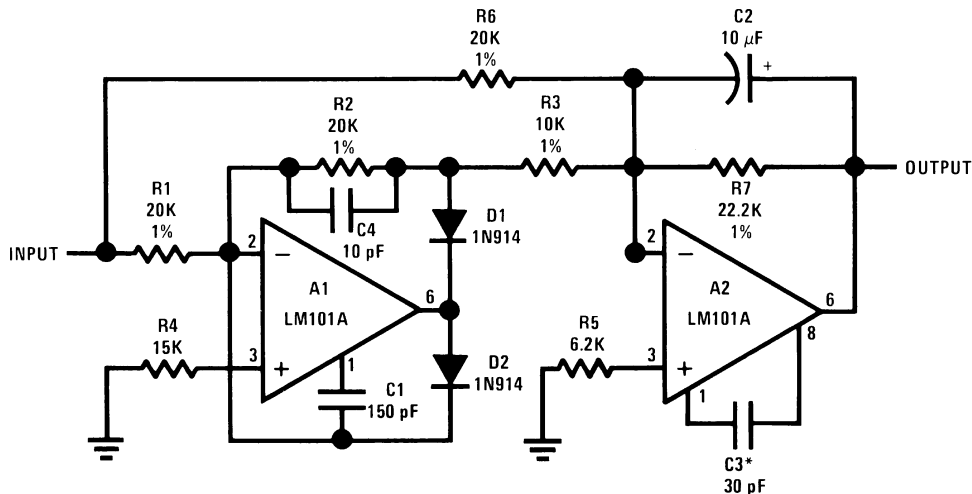 R6
20K
1%
C2
10 μF
+
R2
20K
1%
R3
10K
1%
R1
20K
1%
C4
10 pF
D1
1N914
R7
22.2K
1%
OUTPUT
INPUT
2
−
A1
LM101A
6
3
+
1
R4
15K
C1
150 pF
D2
1N914
R5
6.2K
2
−
A2
LM101A
6
8
3
+
1
C3*
30 pF